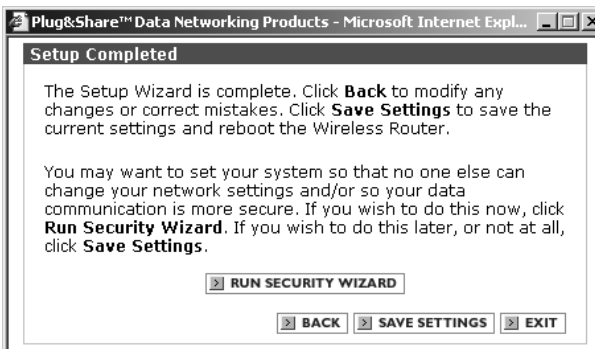 Plug&Share™ Data Networking Products - Microsoft Internet Expl...
Setup Completed
The Setup Wizard is complete. Click Back to modify any
changes or correct mistakes. Click Save Settings to save the
current settings and reboot the Wireless Router.
You may want to set your system so that no one else can
change your network settings and/or so your data
communication is more secure. If you wish to do this now, click
Run Security Wizard. If you wish to do this later, or not at all,
click Save Settings.
RUN SECURITY WIZARD
BACK SAVE SETTINGS EXIT